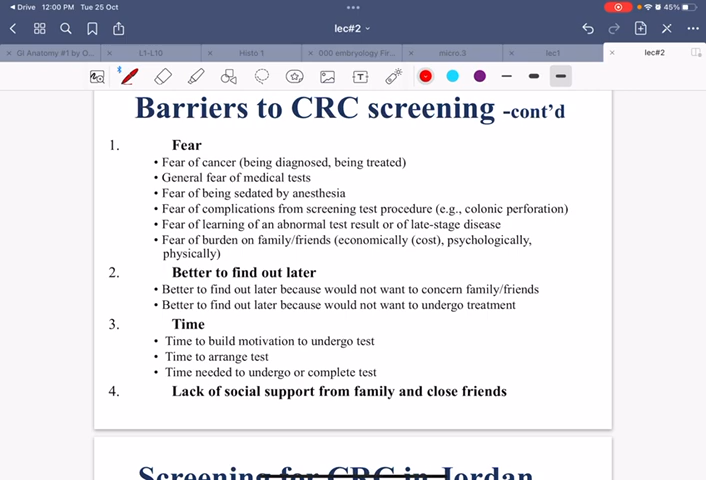 Drive 12:00 PM Tue 25 Oct
45%
lec#2
GI Anatomy #1 by O... L1-L10 Histo 1 000 embryology Fir... micro.3 lec1 lec#2
Barriers to CRC screening -cont’d
1. Fear
• Fear of cancer (being diagnosed, being treated)
• General fear of medical tests
• Fear of being sedated by anesthesia
• Fear of complications from screening test procedure (e.g., colonic perforation)
• Fear of learning of an abnormal test result or of late-stage disease
• Fear of burden on family/friends (economically (cost), psychologically,
physically)
2. Better to find out later
• Better to find out later because would not want to concern family/friends
• Better to find out later because would not want to undergo treatment
3. Time
• Time to build motivation to undergo test
• Time to arrange test
• Time needed to undergo or complete test
4. Lack of social support from family and close friends
Screening for CRC in Jordan